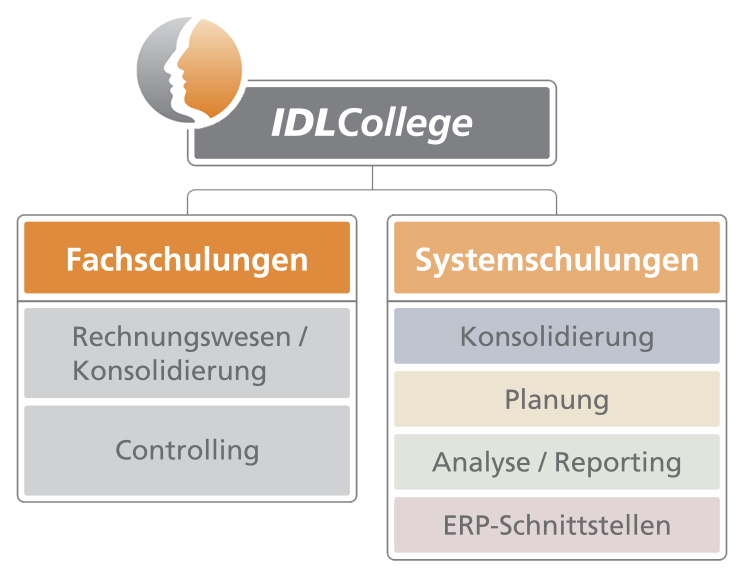 IDLCollege
Fachschulungen
Rechnungswesen /
Konsolidierung
Controlling
Systemschulungen
Konsolidierung
Planung
Analyse / Reporting
ERP-Schnittstellen